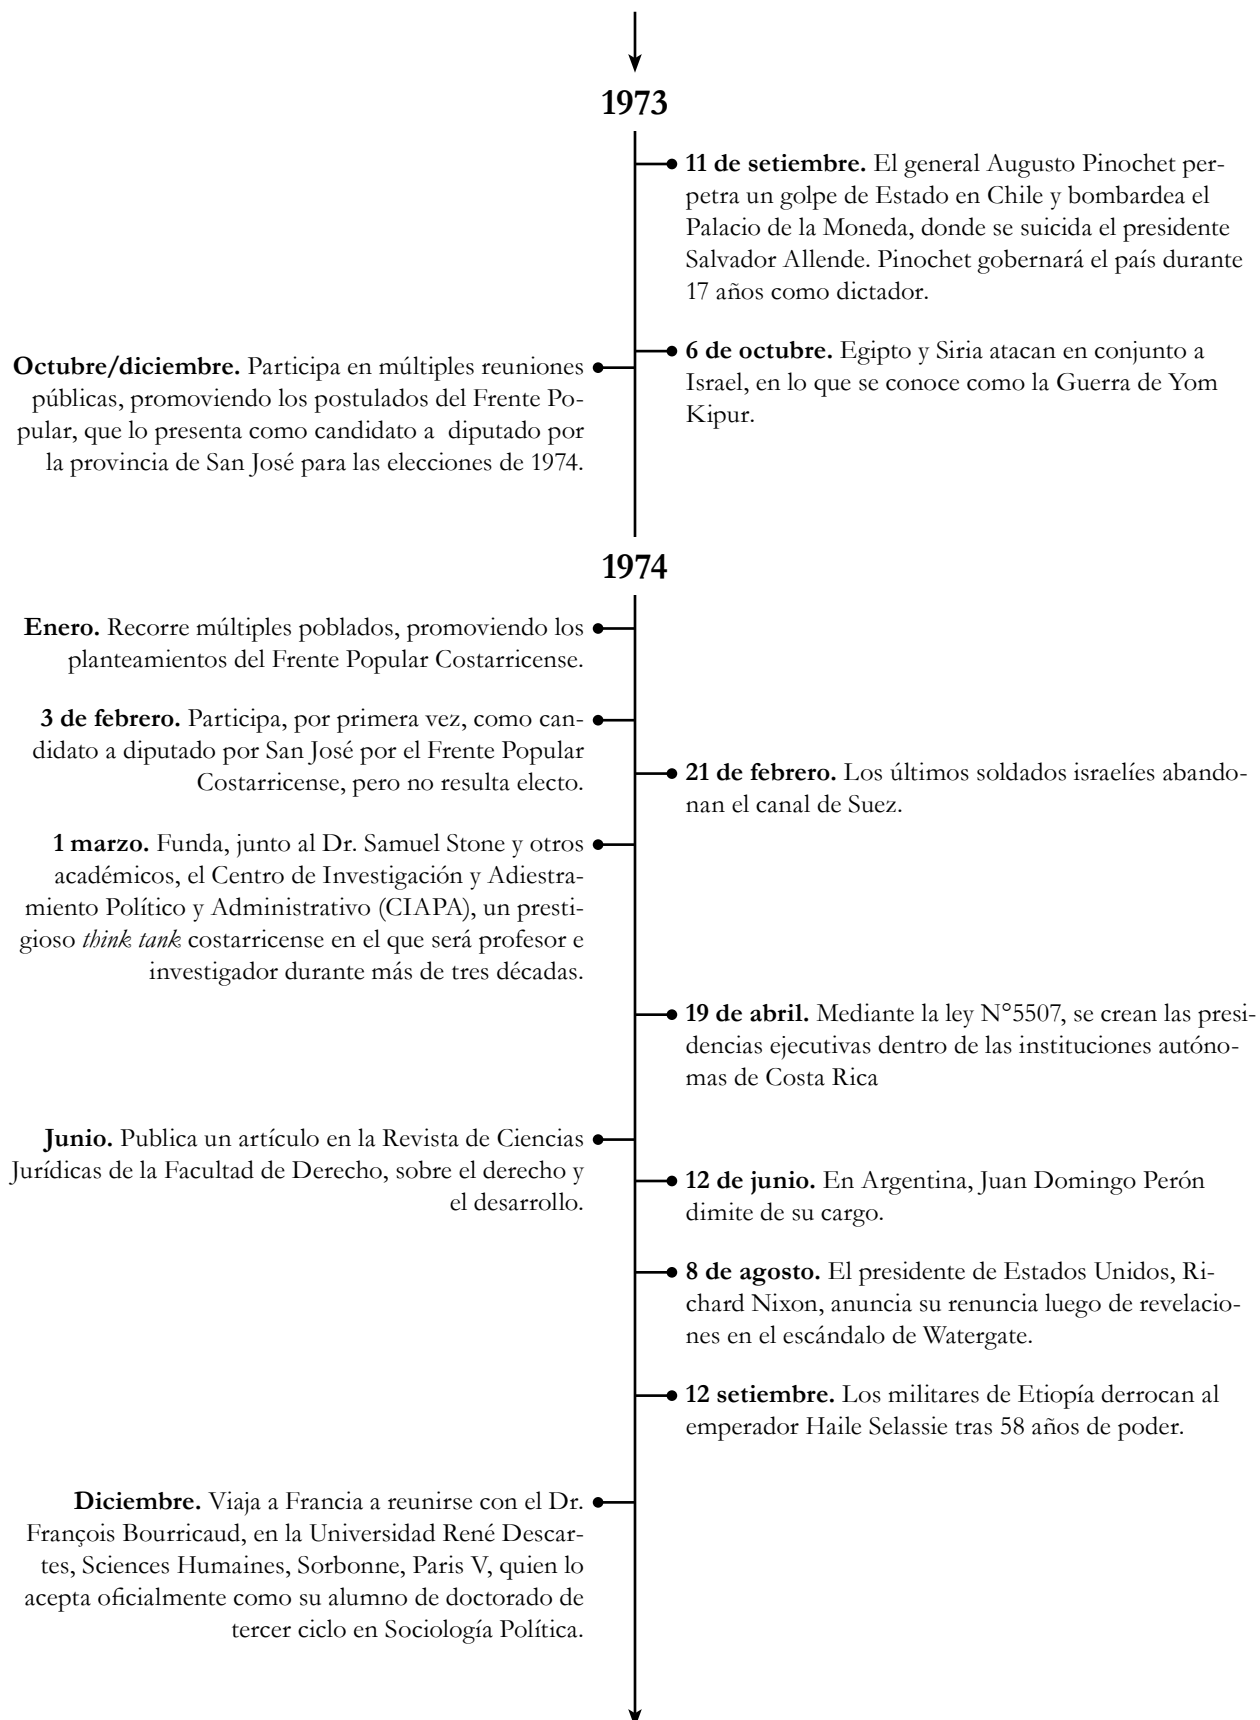 1973
11 de setiembre. El general Augusto Pinochet per-
petra un golpe de Estado en Chile y bombardea el
Palacio de la Moneda, donde se suicida el presidente
Salvador Allende. Pinochet gobernará el país durante
17 años como dictador.
6 de octubre. Egipto y Siria atacan en conjunto a
Israel, en lo que se conoce como la Guerra de Yom
Kipur.
Octubre/diciembre. Participa en múltiples reuniones
públicas, promoviendo los postulados del Frente Po-
pular, que lo presenta como candidato a diputado por
la provincia de San José para las elecciones de 1974.
1974
Enero. Recorre múltiples poblados, promoviendo los
planteamientos del Frente Popular Costarricense.
3 de febrero. Participa, por primera vez, como can-
didato a diputado por San José por el Frente Popular
Costarricense, pero no resulta electo.
21 de febrero. Los últimos soldados israelíes abando-
nan el canal de Suez.
1 marzo. Funda, junto al Dr. Samuel Stone y otros
académicos, el Centro de Investigación y Adiestra-
miento Político y Administrativo (CIAPA), un presti-
gioso think tank costarricense en el que será profesor e
investigador durante más de tres décadas.
19 de abril. Mediante la ley N°5507, se crean las presi-
dencias ejecutivas dentro de las instituciones autóno-
mas de Costa Rica
Junio. Publica un artículo en la Revista de Ciencias
Jurídicas de la Facultad de Derecho, sobre el derecho y
el desarrollo.
12 de junio. En Argentina, Juan Domingo Perón
dimite de su cargo.
8 de agosto. El presidente de Estados Unidos, Ri-
chard Nixon, anuncia su renuncia luego de revelacio-
nes en el escándalo de Watergate.
12 setiembre. Los militares de Etiopía derrocan al
emperador Haile Selassie tras 58 años de poder.
Diciembre. Viaja a Francia a reunirse con el Dr.
François Bourricaud, en la Universidad René Descar-
tes, Sciences Humaines, Sorbonne, Paris V, quien lo
acepta oficialmente como su alumno de doctorado de
tercer ciclo en Sociología Política.